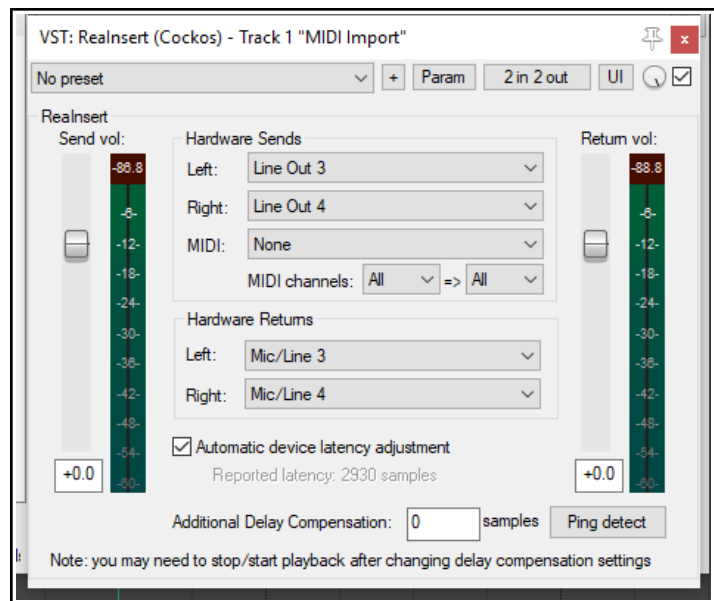 VST: ReaInsert (Cockos) - Track 1 "MIDI Import"
No preset + Param 2 in 2 out UI
ReaInsert
Send vol: Hardware Sends Return vol:
-86.8 Left: Line Out 3 -88.8
-6- Right: Line Out 4 -6-
-12- MIDI: None -12-
-18- MIDI channels: All => All -18-
-24- -24-
-30- Hardware Returns -30-
-36- Left: Mic/Line 3 -36-
-42- Right: Mic/Line 4 -42-
-48- -48-
-54- Automatic device latency adjustment -54-
+0.0 -60- Reported latency: 2930 samples +0.0 -60-
Additional Delay Compensation: 0 samples Ping detect
Note: you may need to stop/start playback after changing delay compensation settings